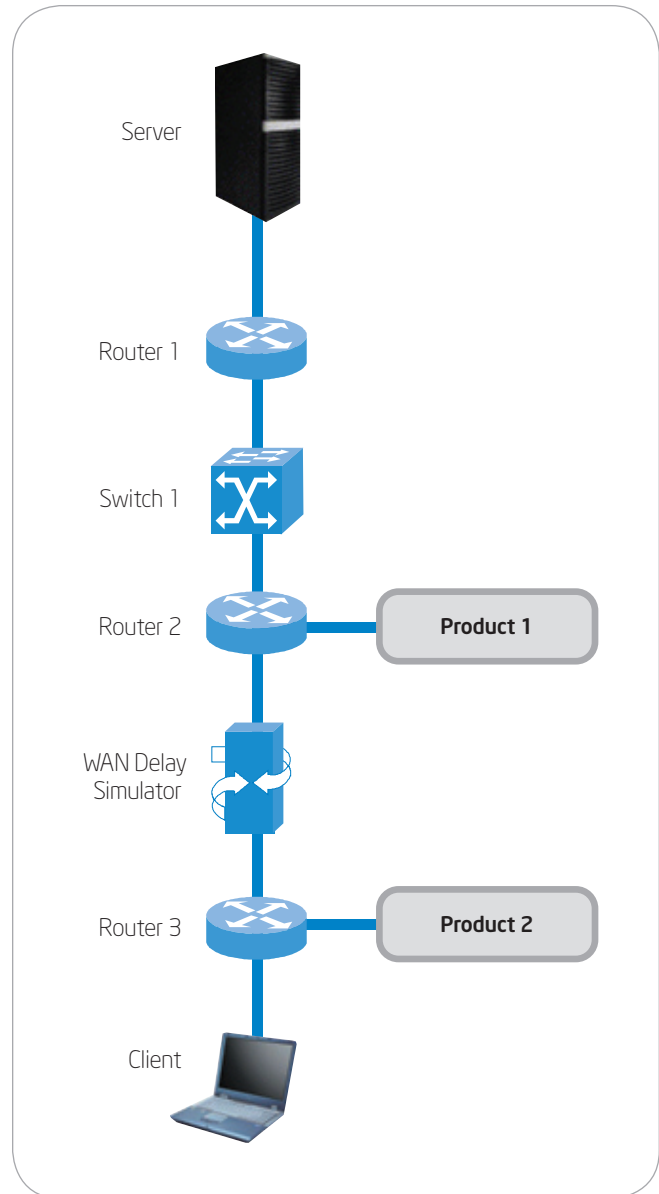 Server
Router 1
Switch 1
Router 2
Product 1
WAN Delay
Simulator
Router 3
Product 2
Client